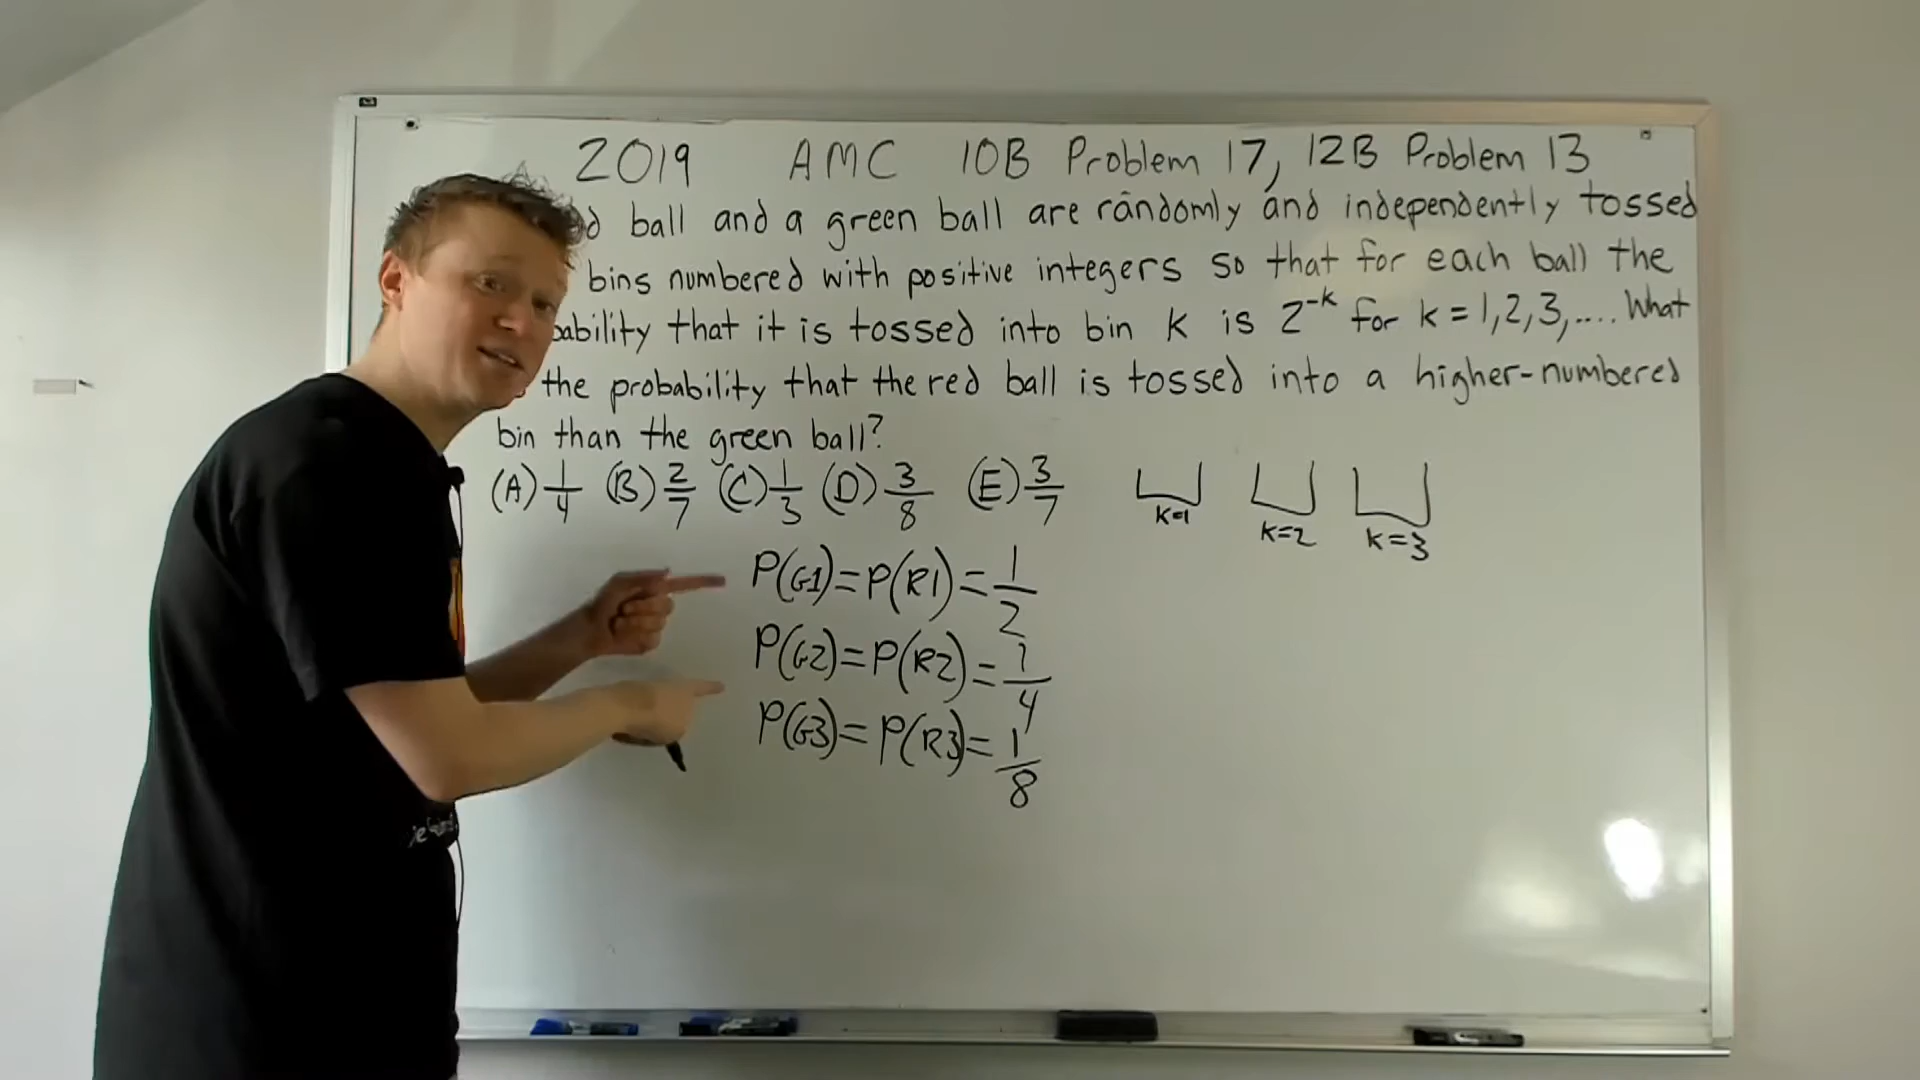 2019 AMC 10B Problem 17, 12B Problem 13
ball and a green ball are randomly and independently tossed
bins numbered with positive integers so that for each ball the
that it is tossed into bin k is 2^-k for k = 1,2,3,.... What
the probability that the red ball is tossed into a higher-numbered
bin than the green ball?
(A) 1/4 (B) 2/7 (C) 1/3 (D) 3/8 (E) 3/7
k=1 k=2 k=3
P(G1)=P(R1)=1/2
P(G2)=P(R2)=1/4
P(G3)=P(R3)=1/8